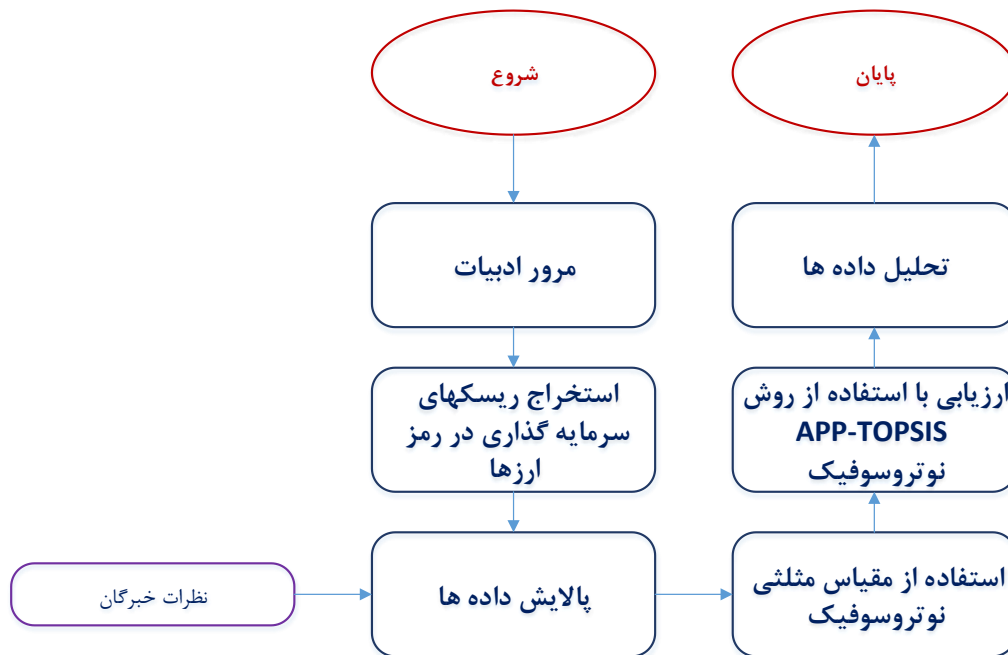 شروع
مرور ادبیات
استخراج ریسکهای
سرمایه گذاری در رمز
ارزها
نظرات خبرگان
پالایش داده ها
استفاده از مقیاس مثلثی
نوتروسوفیک
ارزیابی با استفاده از روش
APP-TOPSIS
نوتروسوفیک
تحلیل داده ها
پایان